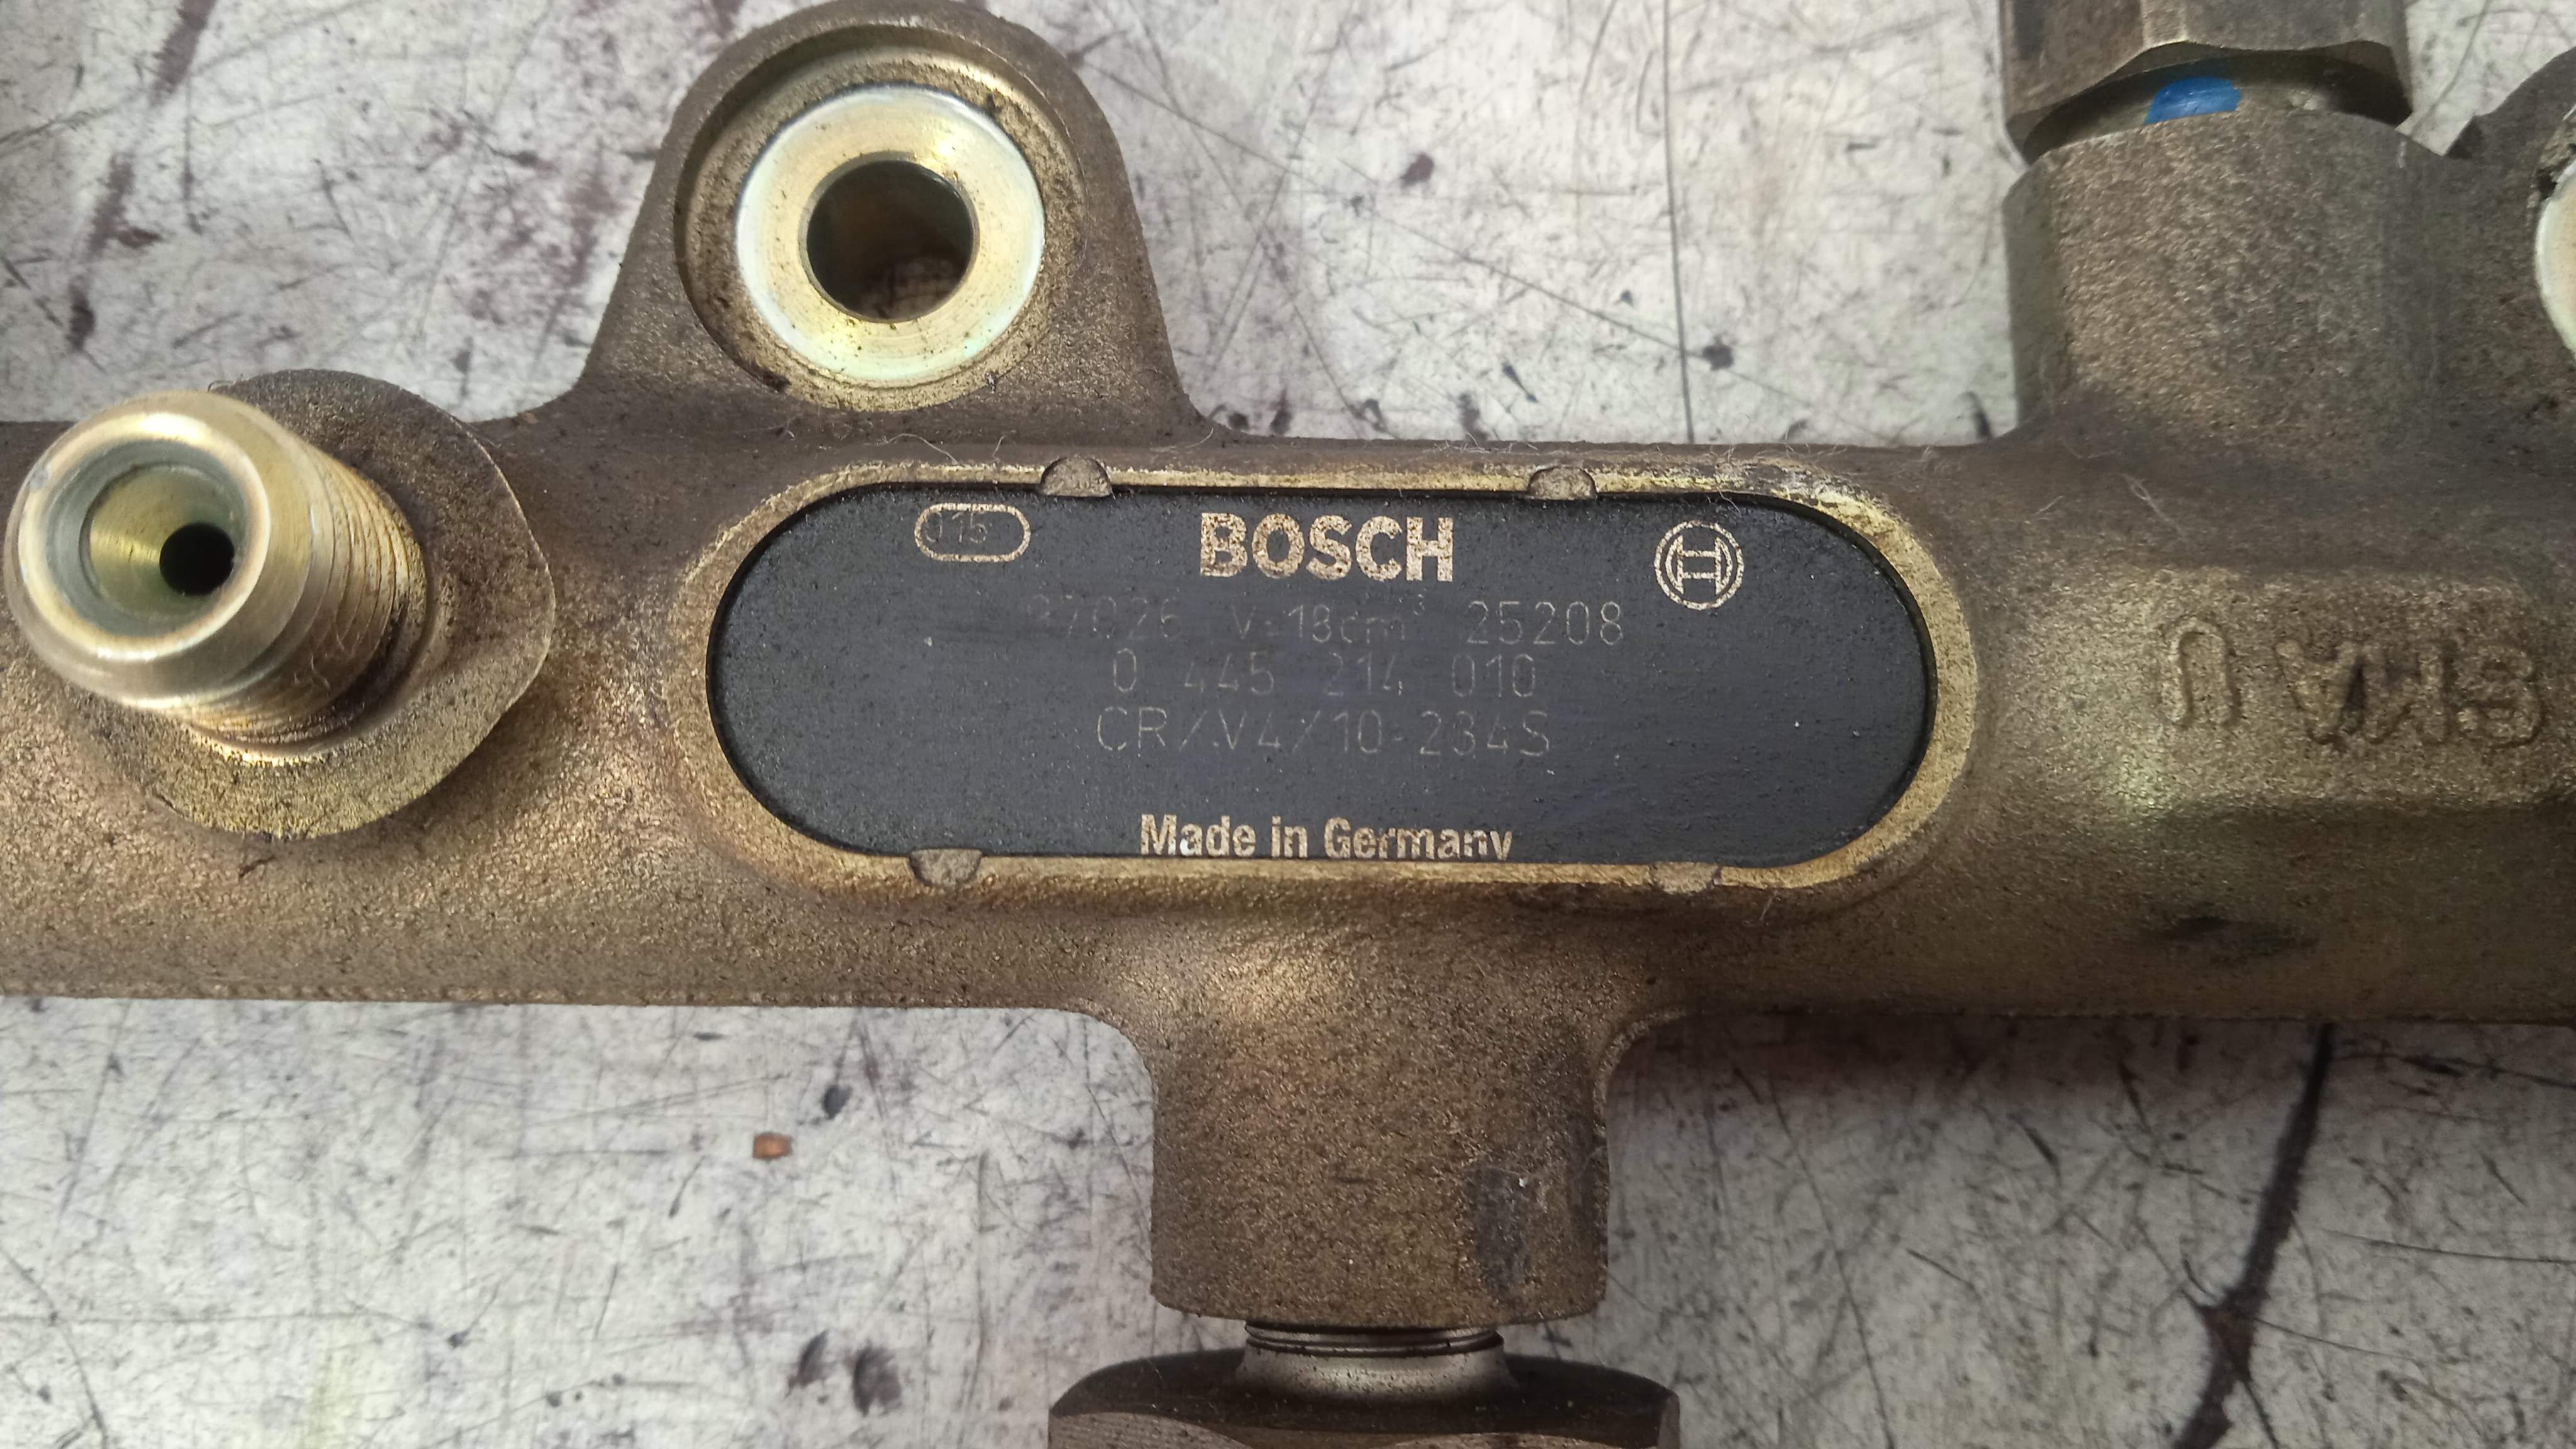 015
BOSCH
27026 V=18cm³ 25208
0 445 214 010
CR/V4/10-234S
Made in Germany